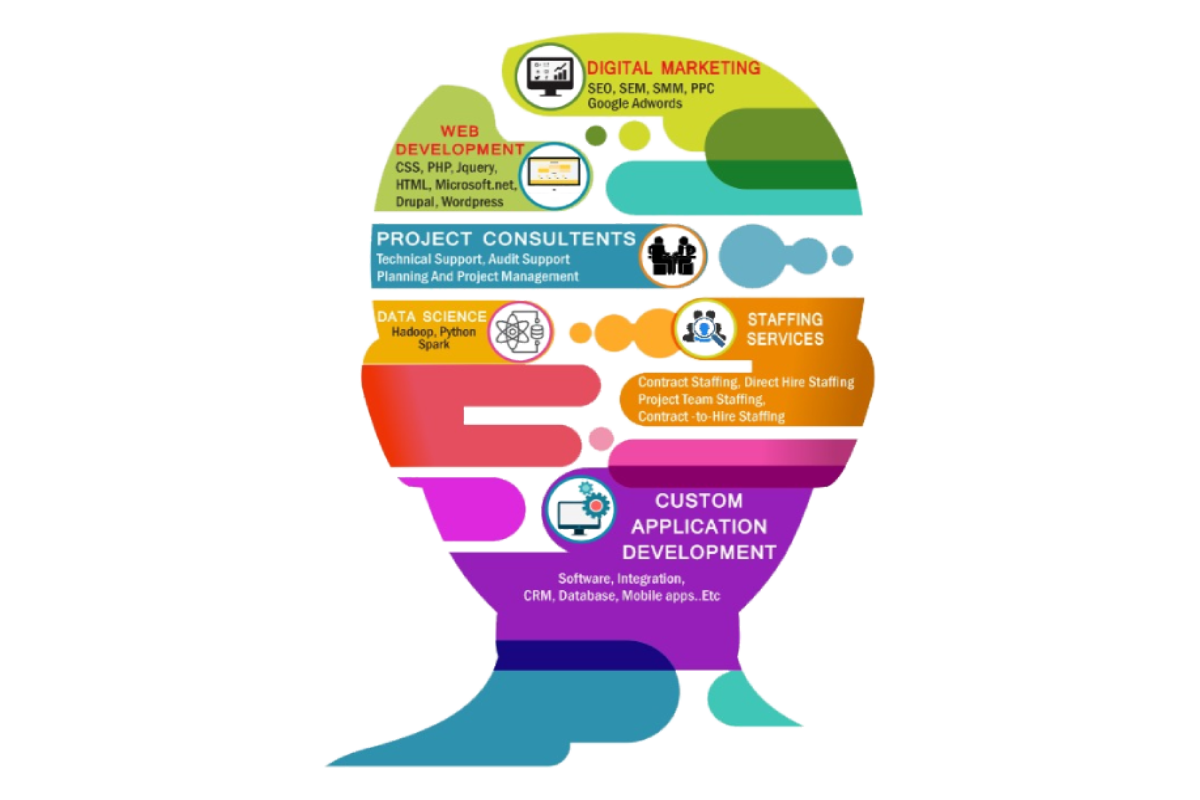 DIGITAL MARKETING
SEO, SEM, SMM, PPC
Google Adwords
WEB
DEVELOPMENT
CSS, PHP, Jquery,
HTML, Microsoft.net,
Drupal, Wordpress
PROJECT CONSULTENTS
Technical Support, Audit Support
Planning And Project Management
DATA SCIENCE
Hadoop, Python
Spark
STAFFING
SERVICES
Contract Staffing, Direct Hire Staffing
Project Team Staffing,
Contract -to-Hire Staffing
CUSTOM
APPLICATION
DEVELOPMENT
Software, Integration,
CRM, Database, Mobile apps..Etc